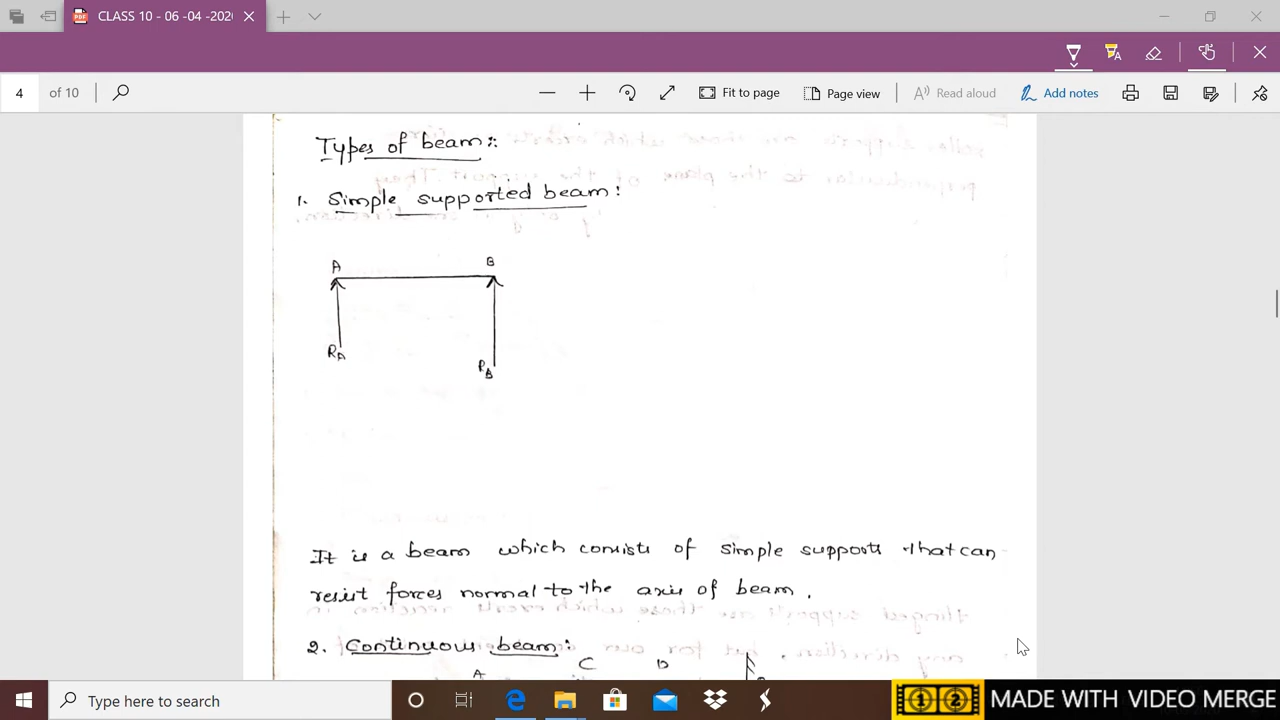 CLASS 10 - 06 -04 -2020
4 of 10
Fit to page
Page view
Read aloud
Add notes
Types of beam:
1. Simple supported beam:
A B
RA
RB
It is a beam which consists of simple supports that can
resist forces normal to the axis of beam.
2. Continuous beam:
A C D
Type here to search
MADE WITH VIDEO MERGE